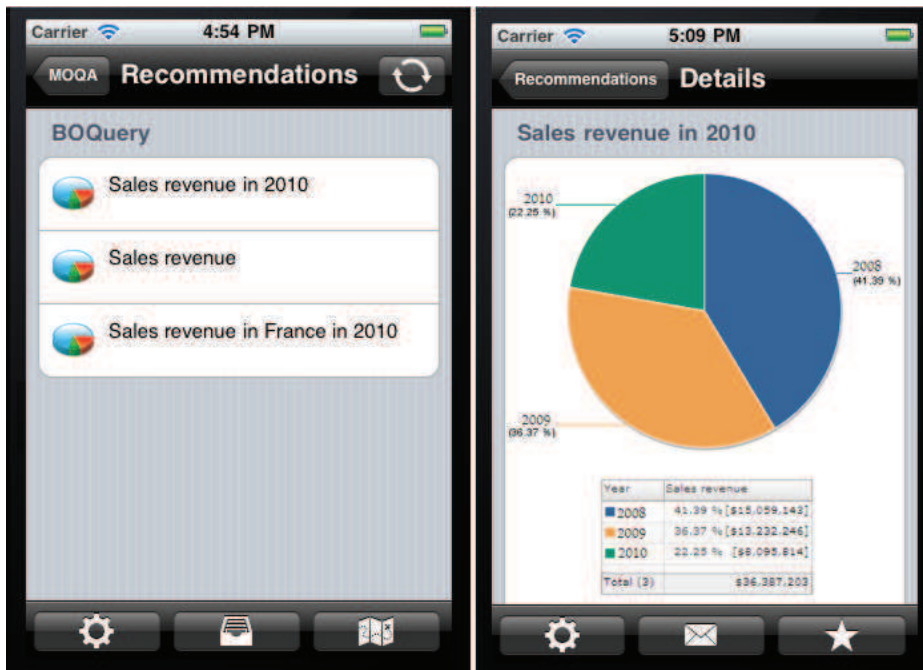 Carrier 4:54 PM
MOQA Recommendations
BOQuery
Sales revenue in 2010
Sales revenue
Sales revenue in France in 2010
Carrier 5:09 PM
Recommendations Details
Sales revenue in 2010
2010
(22.25 %)
2008
(41.39 %)
2009
(36.37 %)
Year Sales revenue
2008 41.39 % [$15,059,143]
2009 36.37 % [$13,232,246]
2010 22.25 % [$8,095,814]
Total (3) $36,387,203